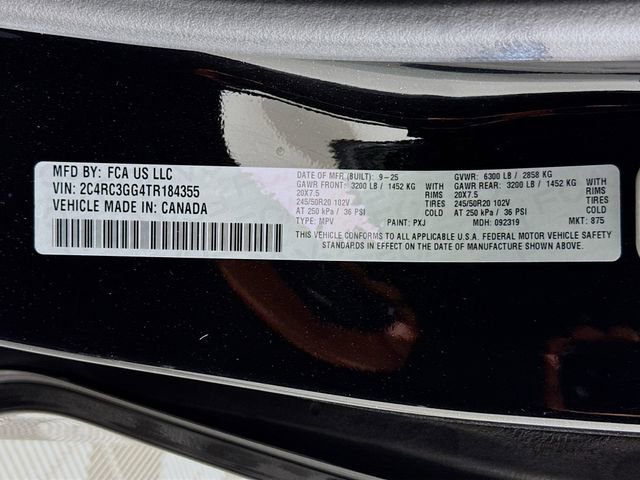 MFD BY: FCA US LLC
VIN: 2C4RC3GG4TR184355
VEHICLE MADE IN: CANADA
DATE OF MFR (BUILT): 9-25 GVWR: 6300 LB / 2858 KG
GAWR FRONT: 3200 LB / 1452 KG WITH GAWR REAR: 3200 LB / 1452 KG WITH
20X7.5 RIMS 20X7.5 RIMS
245/50R20 102V TIRES 245/50R20 102V TIRES
AT 250 kPa / 36 PSI AT 250 kPa / 36 PSI
TYPE: MPV PAINT: PXJ MDH: 092319 MKT: 875
THIS VEHICLE CONFORMS TO ALL APPLICABLE U.S.A. FEDERAL MOTOR VEHICLE SAFETY
STANDARDS IN EFFECT ON THE DATE OF MANUFACTURE SHOWN ABOVE.